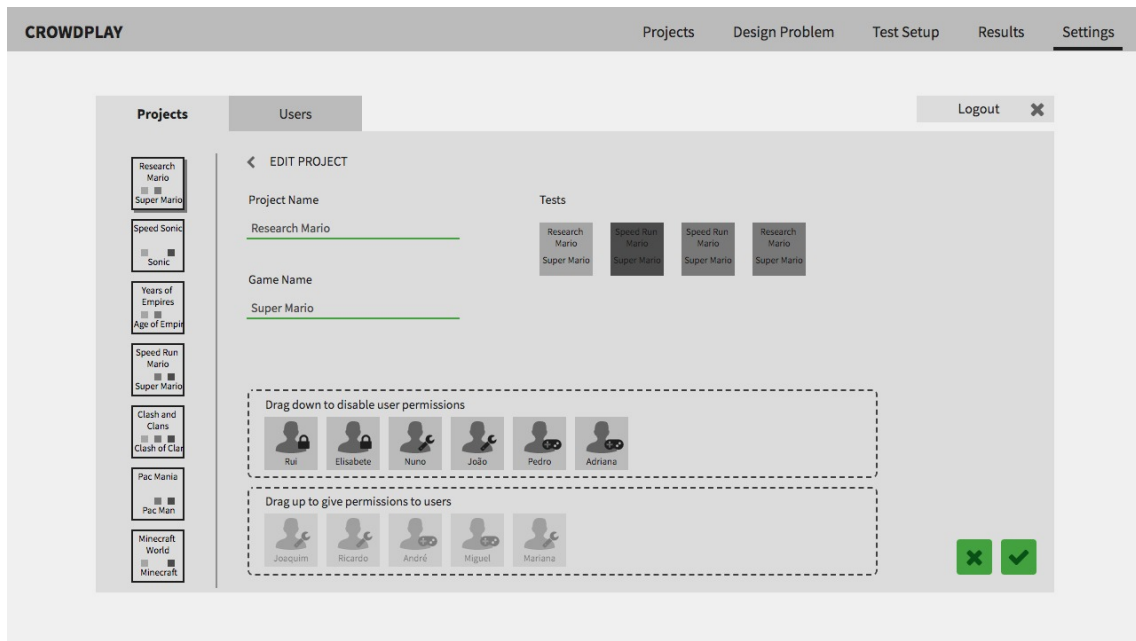 CROWDPLAY
Projects
Design Problem
Test Setup
Results
Settings
Projects
Users
Logout
Research
Mario
Super Mario
Speed Sonic
Sonic
Years of
Empires
Age of Empir
Speed Run
Mario
Super Mario
Clash and
Clans
Clash of Clar
Pac Mania
Pac Man
Minecraft
World
Minecraft
EDIT PROJECT
Project Name
Research Mario
Game Name
Super Mario
Tests
Research
Mario
Super Mario
Speed Run
Mario
Super Mario
Speed Run
Mario
Super Mario
Research
Mario
Super Mario
Drag down to disable user permissions
Rui
Elisabete
Nuno
João
Pedro
Adriana
Drag up to give permissions to users
Joaquim
Ricardo
André
Miguel
Mariana